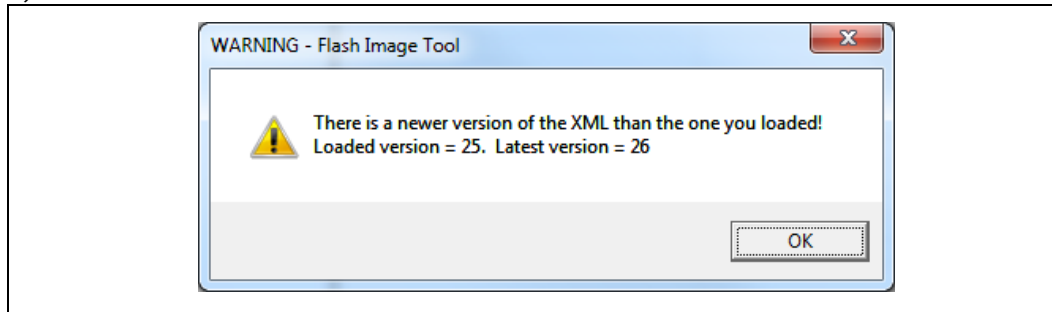 WARNING - Flash Image Tool
There is a newer version of the XML than the one you loaded!
Loaded version = 25.  Latest version = 26
OK